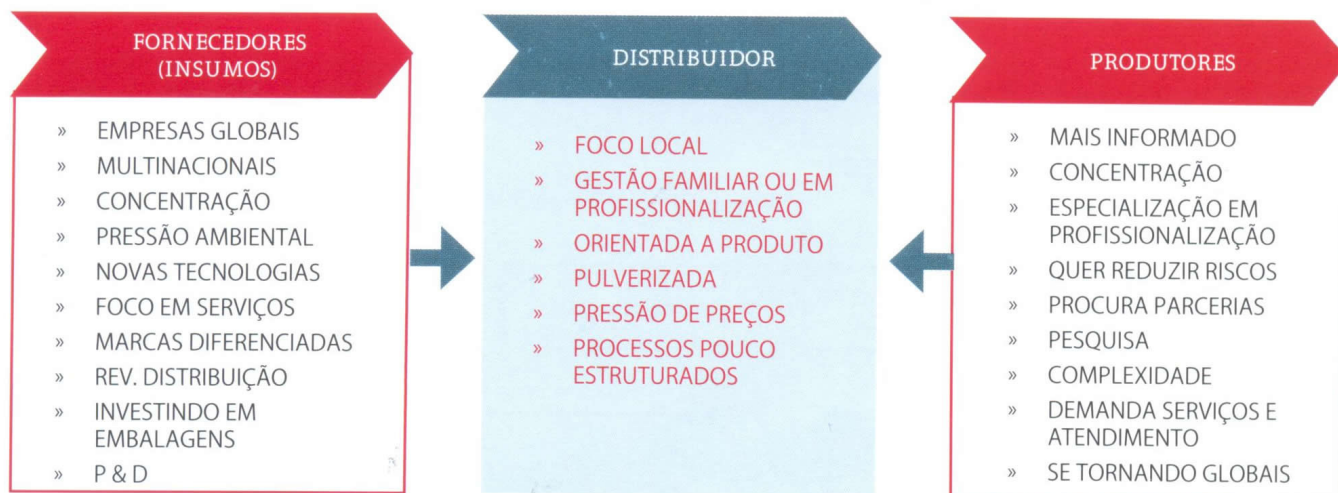 FORNECEDORES
(INSUMOS)
» EMPRESAS GLOBAIS
» MULTINACIONAIS
» CONCENTRAÇÃO
» PRESSÃO AMBIENTAL
» NOVAS TECNOLOGIAS
» FOCO EM SERVIÇOS
» MARCAS DIFERENCIADAS
» REV. DISTRIBUIÇÃO
» INVESTINDO EM
EMBALAGENS
» P & D
DISTRIBUIDOR
» FOCO LOCAL
» GESTÃO FAMILIAR OU EM
PROFISSIONALIZAÇÃO
» ORIENTADA A PRODUTO
» PULVERIZADA
» PRESSÃO DE PREÇOS
» PROCESSOS POUCO
ESTRUTURADOS
PRODUTORES
» MAIS INFORMADO
» CONCENTRAÇÃO
» ESPECIALIZAÇÃO EM
PROFISSIONALIZAÇÃO
» QUER REDUZIR RISCOS
» PROCURA PARCERIAS
» PESQUISA
» COMPLEXIDADE
» DEMANDA SERVIÇOS E
ATENDIMENTO
» SE TORNANDO GLOBAIS